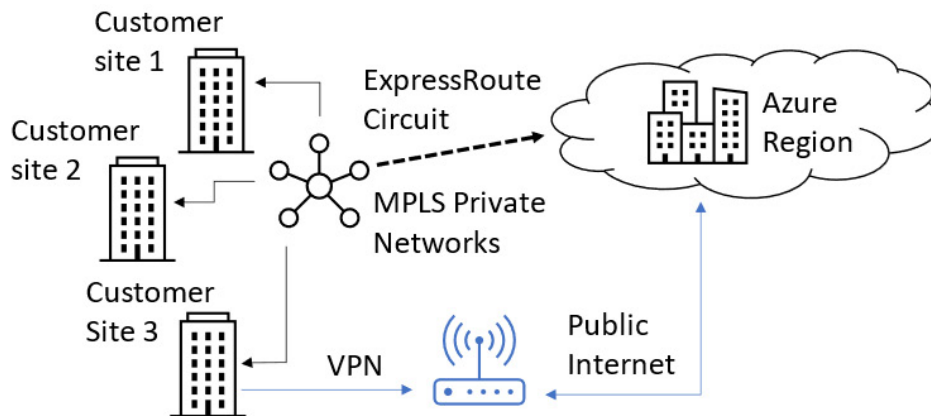 Customer
site 1
ExpressRoute
Circuit
Azure
Region
Customer
site 2
MPLS Private
Networks
Customer
Site 3
VPN
Public
Internet